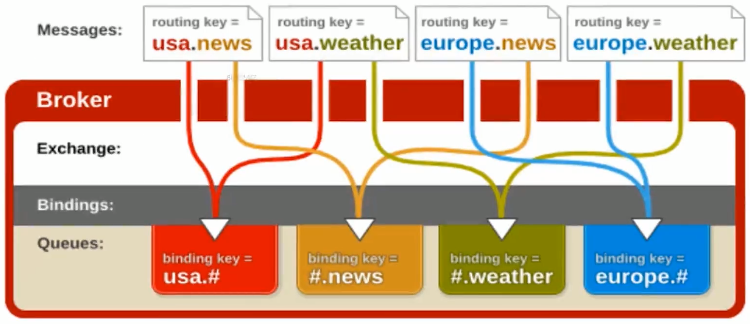 Messages:
routing key =
usa.news
routing key =
usa.weather
routing key =
europe.news
routing key =
europe.weather
Broker
Exchange:
Bindings:
Queues:
binding key =
usa.#
binding key =
#.news
binding key =
#.weather
binding key =
europe.#